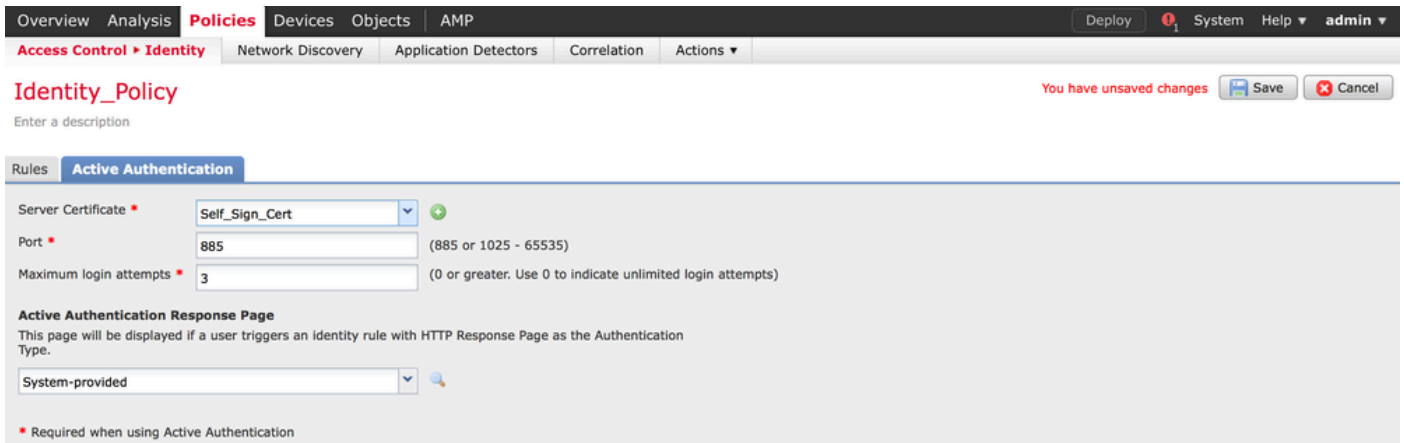 Overview Analysis Policies Devices Objects AMP Deploy 1 System Help ▾ admin ▾
Access Control ▸ Identity Network Discovery Application Detectors Correlation Actions ▾
Identity_Policy You have unsaved changes Save Cancel
Enter a description
Rules Active Authentication
Server Certificate * Self_Sign_Cert
Port * 885 (885 or 1025 - 65535)
Maximum login attempts * 3 (0 or greater. Use 0 to indicate unlimited login attempts)
Active Authentication Response Page
This page will be displayed if a user triggers an identity rule with HTTP Response Page as the Authentication
Type.
System-provided
* Required when using Active Authentication